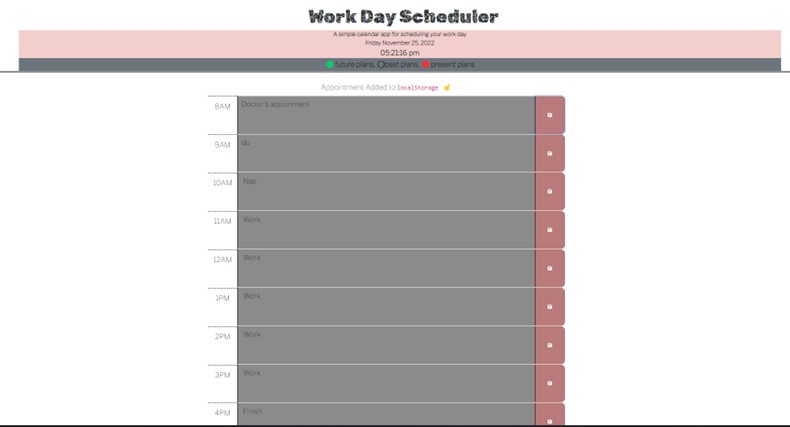 Work Day Scheduler
A simple calendar app for scheduling your work day
Friday November 25, 2022
05:21:16 pm
future plans, past plans, present plans
Appointment Added to localStorage
8AM Doctor's appoinment
9AM do
10AM Nap
11AM Work
12AM Work
1PM Work
2PM Work
3PM Work
4PM Finish